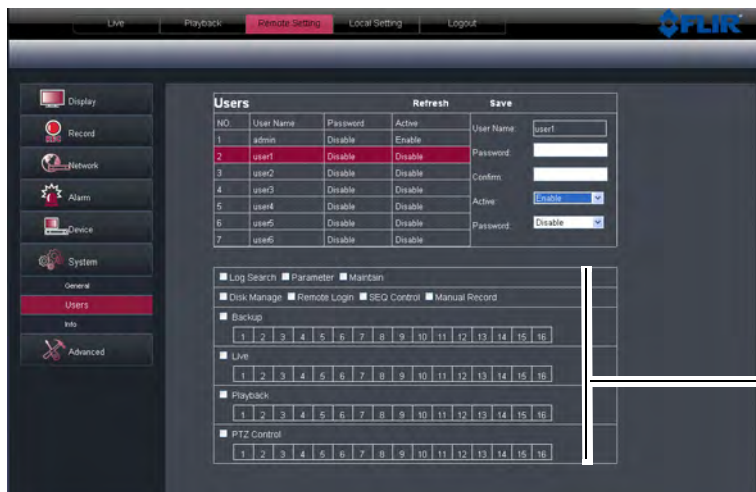 Live Playback Remote Setting Local Setting Logout
FLIR
Display
Record
Network
Alarm
Device
System
General
Users
Info
Advanced
Users Refresh Save
NO. User Name Password Active
1 admin Disable Enable
2 user1 Disable Disable
3 user2 Disable Disable
4 user3 Disable Disable
5 user4 Disable Disable
6 user5 Disable Disable
7 user6 Disable Disable
User Name: user1
Password:
Confirm:
Active: Enable
Password: Disable
Log Search Parameter Maintain
Disk Manage Remote Login SEQ Control Manual Record
Backup
1 2 3 4 5 6 7 8 9 10 11 12 13 14 15 16
Live
1 2 3 4 5 6 7 8 9 10 11 12 13 14 15 16
Playback
1 2 3 4 5 6 7 8 9 10 11 12 13 14 15 16
PTZ Control
1 2 3 4 5 6 7 8 9 10 11 12 13 14 15 16